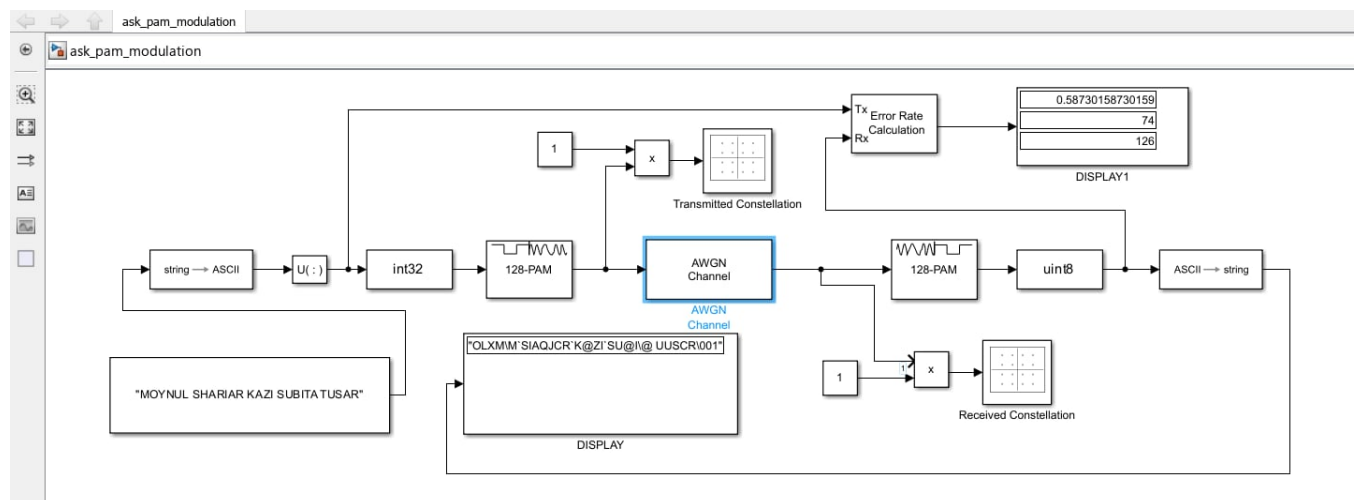 ask_pam_modulation
ask_pam_modulation
Tx
Rx
Error Rate
Calculation
0.58730158730159
74
126
DISPLAY1
1
x
Transmitted Constellation
string → ASCII
U( : )
int32
128-PAM
AWGN
Channel
AWGN
Channel
128-PAM
uint8
ASCII → string
"MOYNUL SHARIAR KAZI SUBITA TUSAR"
"OLXM\M`SIAQJCR`K@ZI`SU@I\@ UUSCR\001"
DISPLAY
1
1
x
Received Constellation